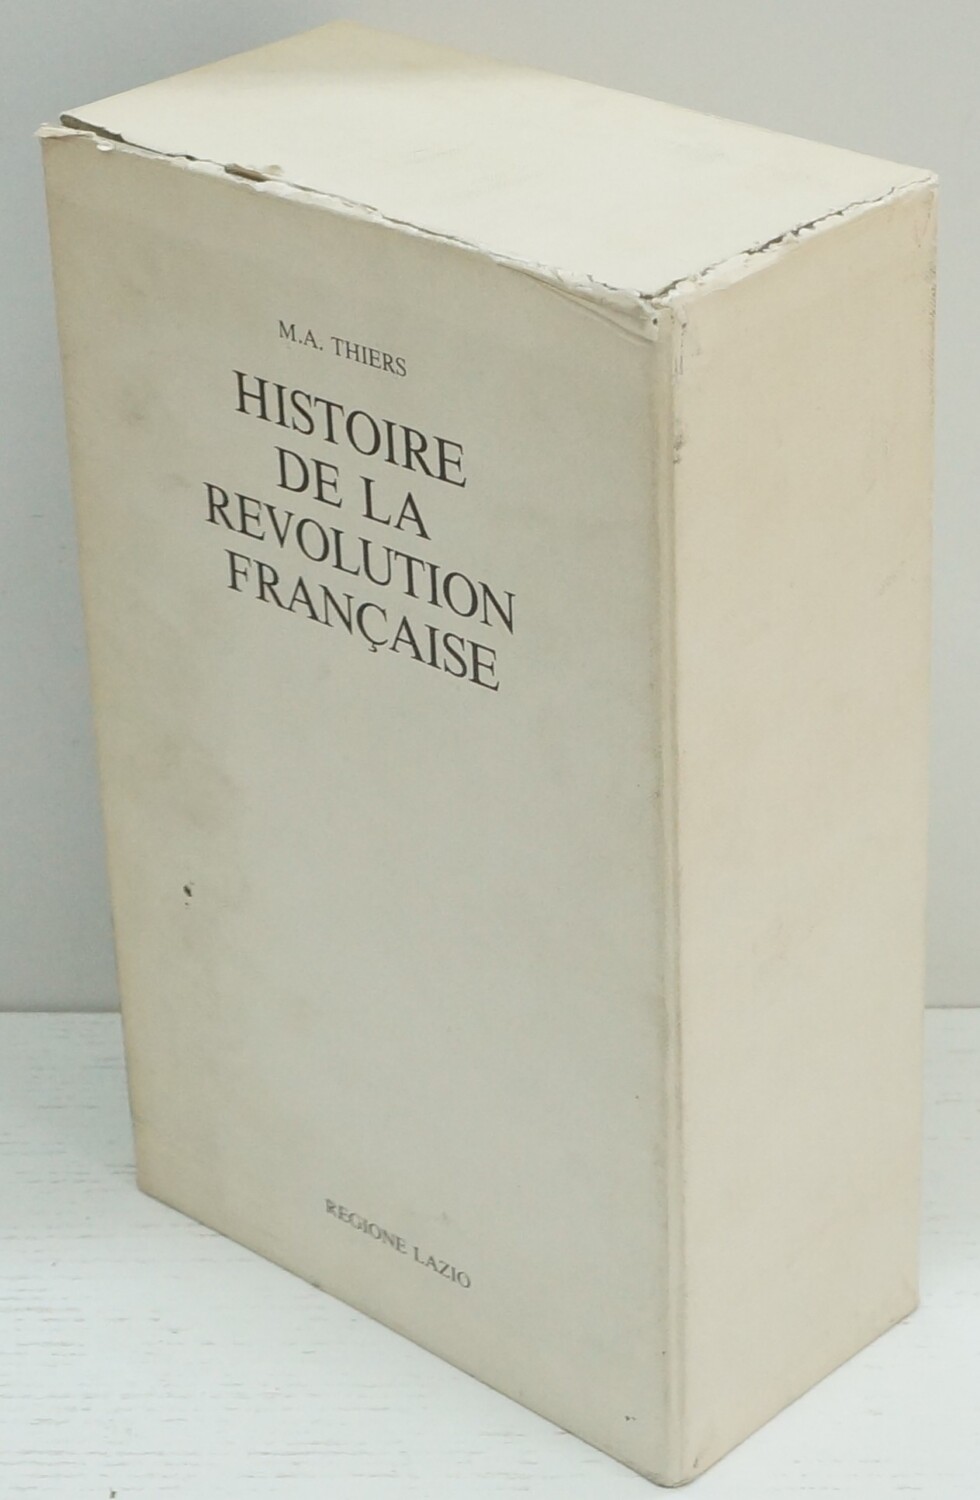 M.A. THIERS
HISTOIRE
DE LA
REVOLUTION
FRANÇAISE
REGIONE LAZIO